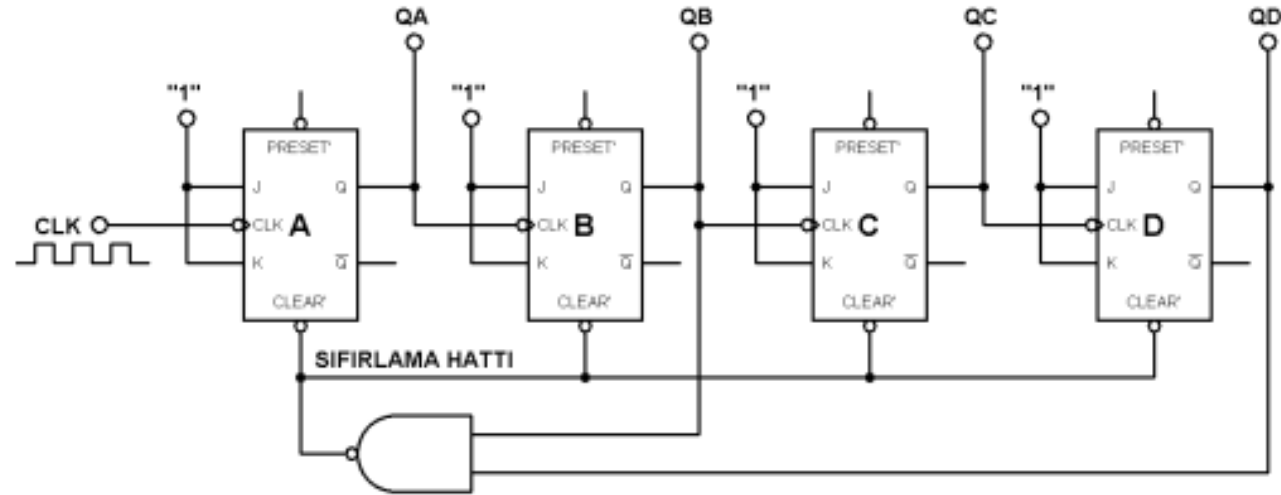 QA QB QC QD
"1" "1" "1" "1"
PRESET' PRESET' PRESET' PRESET'
J Q J Q J Q J Q
CLK CLK A CLK B CLK C CLK D
K Q̅ K Q̅ K Q̅ K Q̅
CLEAR' CLEAR' CLEAR' CLEAR'
SIFIRLAMA HATTI